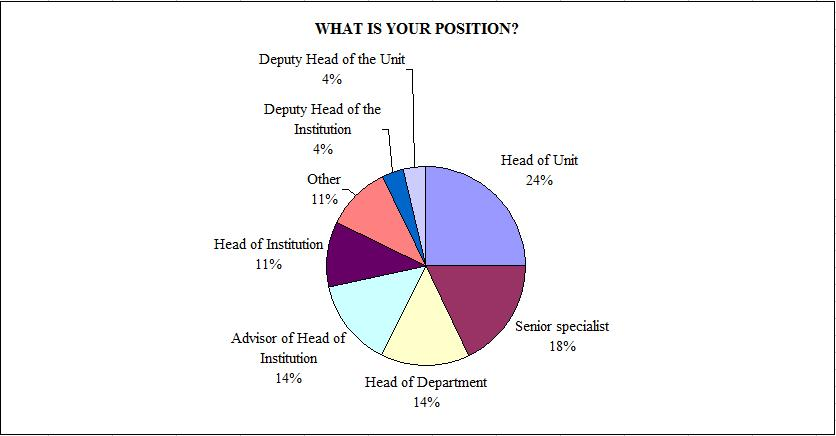 WHAT IS YOUR POSITION?
Deputy Head of the Unit
4%
Deputy Head of the
Institution
4%
Other
11%
Head of Institution
11%
Advisor of Head of
Institution
14%
Head of Department
14%
Senior specialist
18%
Head of Unit
24%